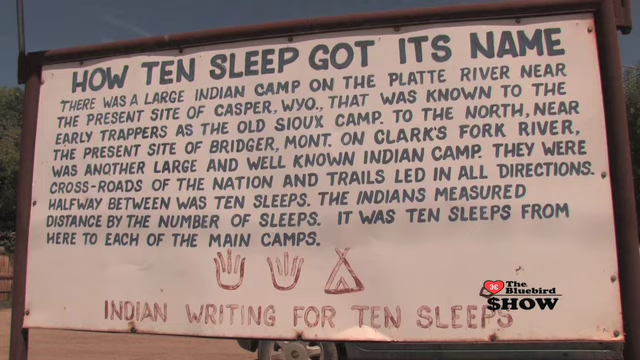 HOW TEN SLEEP GOT ITS NAME
THERE WAS A LARGE INDIAN CAMP ON THE PLATTE RIVER NEAR
THE PRESENT SITE OF CASPER, WYO., THAT WAS KNOWN TO THE
EARLY TRAPPERS AS THE OLD SIOUX CAMP. TO THE NORTH, NEAR
THE PRESENT SITE OF BRIDGER, MONT. ON CLARK'S FORK RIVER,
WAS ANOTHER LARGE AND WELL KNOWN INDIAN CAMP. THEY WERE
CROSS-ROADS OF THE NATION AND TRAILS LED IN ALL DIRECTIONS.
HALFWAY BETWEEN WAS TEN SLEEPS. THE INDIANS MEASURED
DISTANCE BY THE NUMBER OF SLEEPS. IT WAS TEN SLEEPS FROM
HERE TO EACH OF THE MAIN CAMPS.
INDIAN WRITING FOR TEN SLEEPS
The
Bluebird
$HOW